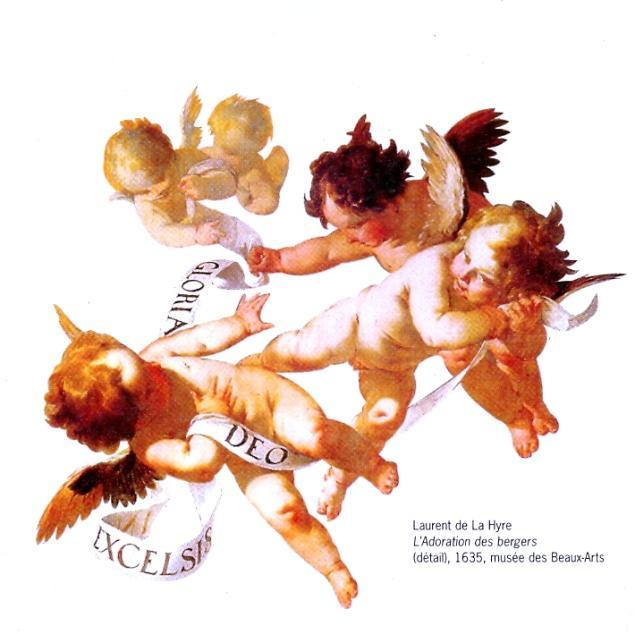 GLORIA
DEO
EXCELSIS
Laurent de La Hyre
L'Adoration des bergers
(détail), 1635, musée des Beaux-Arts